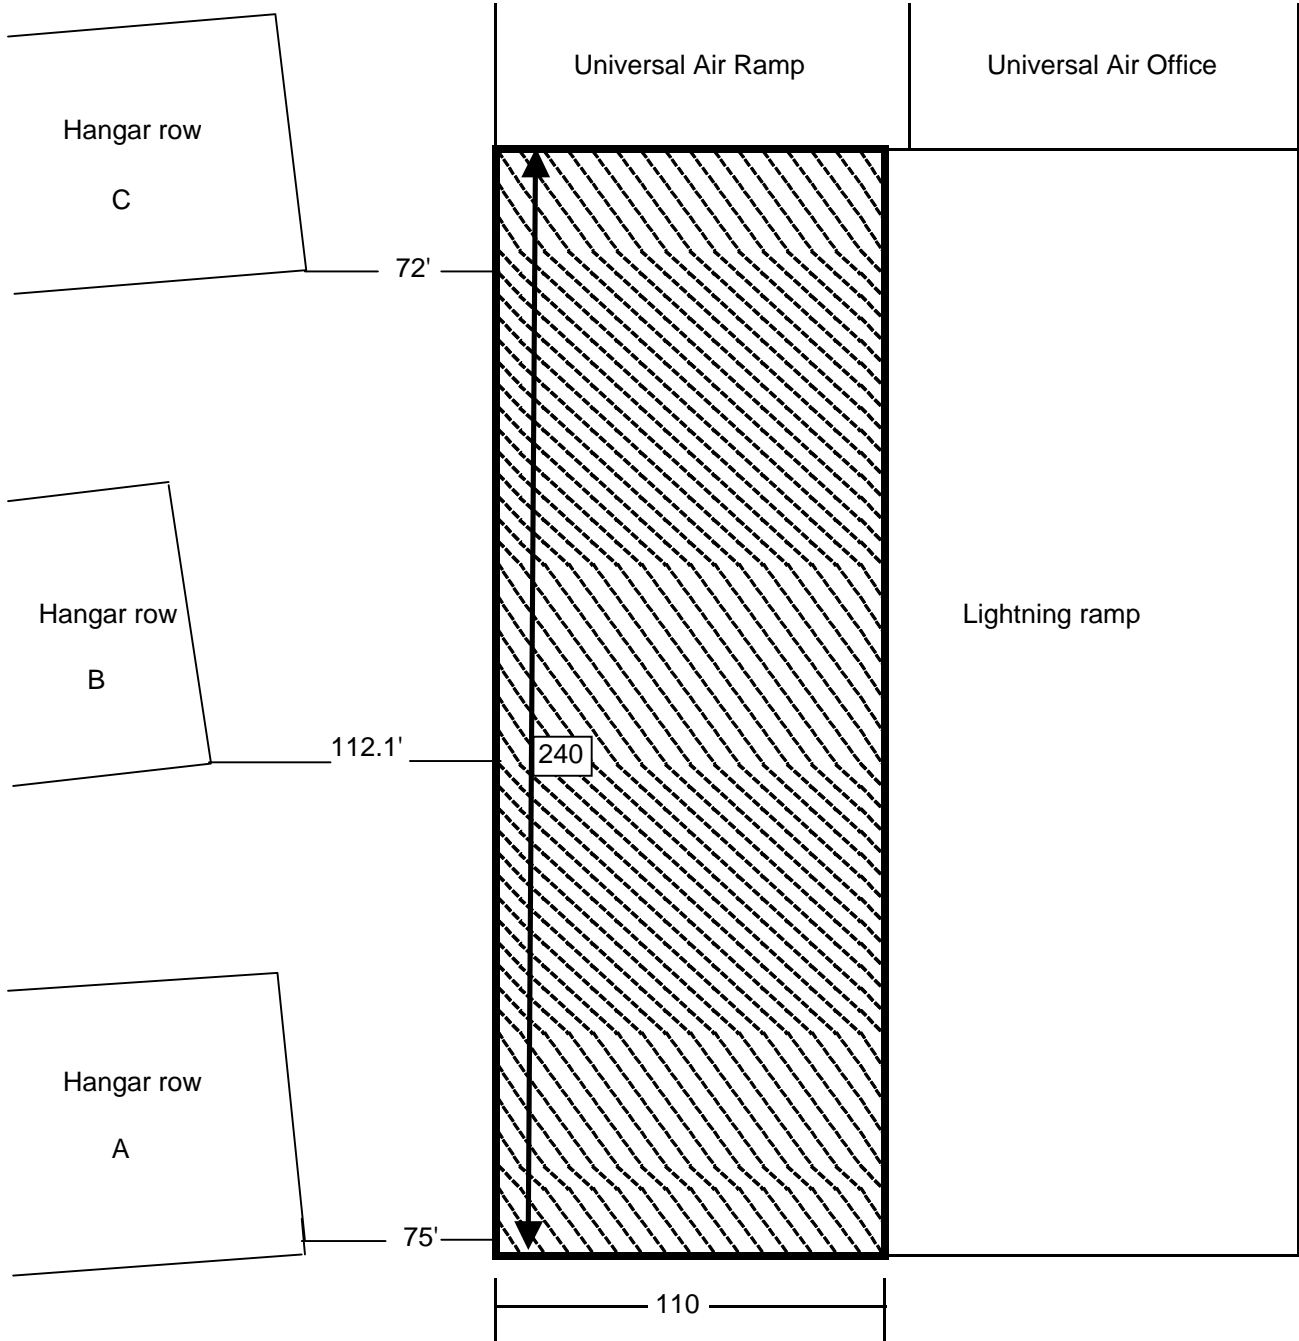 Universal Air Ramp
Universal Air Office
Hangar row
C
72'
Hangar row
B
Lightning ramp
112.1'
240
Hangar row
A
75'
110